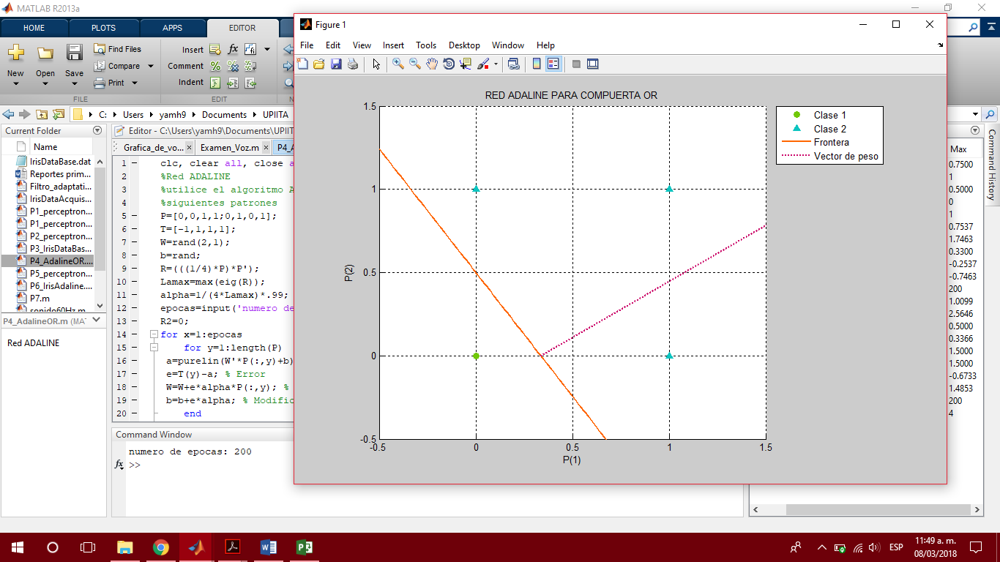 MATLAB R2013a
HOME
PLOTS
APPS
EDITOR
New
Open
Save
Find Files
Compare
Print
Insert
Comment
Indent
FILE
EDIT
C: Users yamh9 Documents UPIITA
Current Folder
Name
IrisDataBase.dat
Reportes prim...
Filtro_adaptati...
IrisDataAcquis...
P1_perceptron...
P1_perceptron...
P2_perceptron...
P3_IrisDataBas...
P4_AdalineOR....
P5_perceptron...
P6_IrisAdaline....
P7.m
sonido60Hz.m
P4_AdalineOR.m (MAT
Red ADALINE
Editor - C:\Users\yamh9\Documents\UPIIT
Grafica_de_vo...
Examen_Voz.m
P4_A
1 clc, clear all, close a
2 %Red ADALINE
3 %utilice el algoritmo A
4 %siguientes patrones
5 P=[0,0,1,1;0,1,0,1];
6 T=[-1,1,1,1];
7 W=rand(2,1);
8 b=rand;
9 R=(((1/4)*P)*P');
10 Lamax=max(eig(R));
11 alpha=1/(4*Lamax)*.99;
12 epocas=input('numero de
13 R2=0;
14 for x=1:epocas
15 for y=1:length(P)
16 a=purelin(W'*P(:,y)+b)
17 e=T(y)-a; % Error
18 W=W+e*alpha*P(:,y); %
19 b=b+e*alpha; % Modific
20 end
Command Window
numero de epocas: 200
fx >>
Figure 1
File Edit View Insert Tools Desktop Window Help
RED ADALINE PARA COMPUERTA OR
1.5
1
0.5
0
-0.5
P(2)
-0.5 0 0.5 1 1.5
P(1)
Clase 1
Clase 2
Frontera
Vector de peso
Max
0.7500
1
0.5000
0
1
0.7537
1.7463
0.3300
-0.2537
-0.7463
200
1.0099
2.5646
0.5000
0.3366
1.5000
1.5000
-0.6733
1.4853
200
4
Command History
ESP
11:49 a. m.
08/03/2018